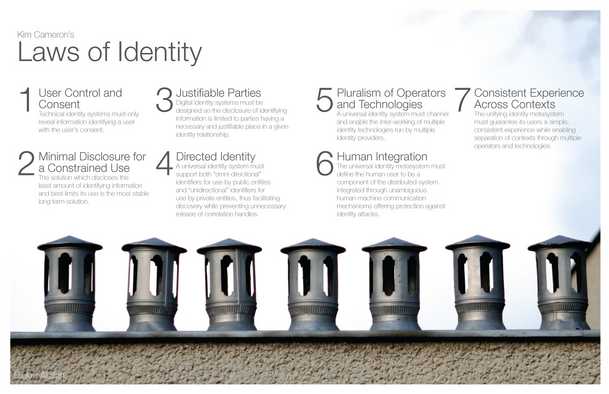 Kim Cameron's
Laws of Identity
1 User Control and
Consent
Technical identity systems must only
reveal information identifying a user
with the user's consent.
2 Minimal Disclosure for
a Constrained Use
The solution which discloses the
least amount of identifying information
and best limits its use is the most stable
long term solution.
3 Justifiable Parties
Digital identity systems must be
designed so the disclosure of identifying
information is limited to parties having a
necessary and justifiable place in a given
identity relationship.
4 Directed Identity
A universal identity system must
support both "omni-directional"
identifiers for use by public entities
and "unidirectional" identifiers for
use by private entities, thus facilitating
discovery while preventing unnecessary
release of correlation handles.
5 Pluralism of Operators
and Technologies
A universal identity system must channel
and enable the inter-working of multiple
identity technologies run by multiple
identity providers.
6 Human Integration
The universal identity metasystem must
define the human user to be a
component of the distributed system
integrated through unambiguous
human machine communication
mechanisms offering protection against
identity attacks.
7 Consistent Experience
Across Contexts
The unifying identity metasystem
must guarantee its users a simple,
consistent experience while enabling
separation of contexts through multiple
operators and technologies.